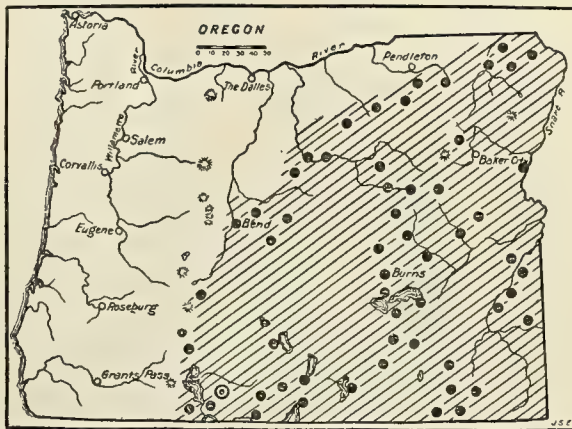 OREGON
0 10 20 30 40 50
Astoria
River
Columbia
River
Pendleton
Portland
The Dalles
Snake R
Willamette
Salem
Baker City
Corvallis
Eugene
Bend
Burns
Roseburg
Grants Pass
J.S.E.